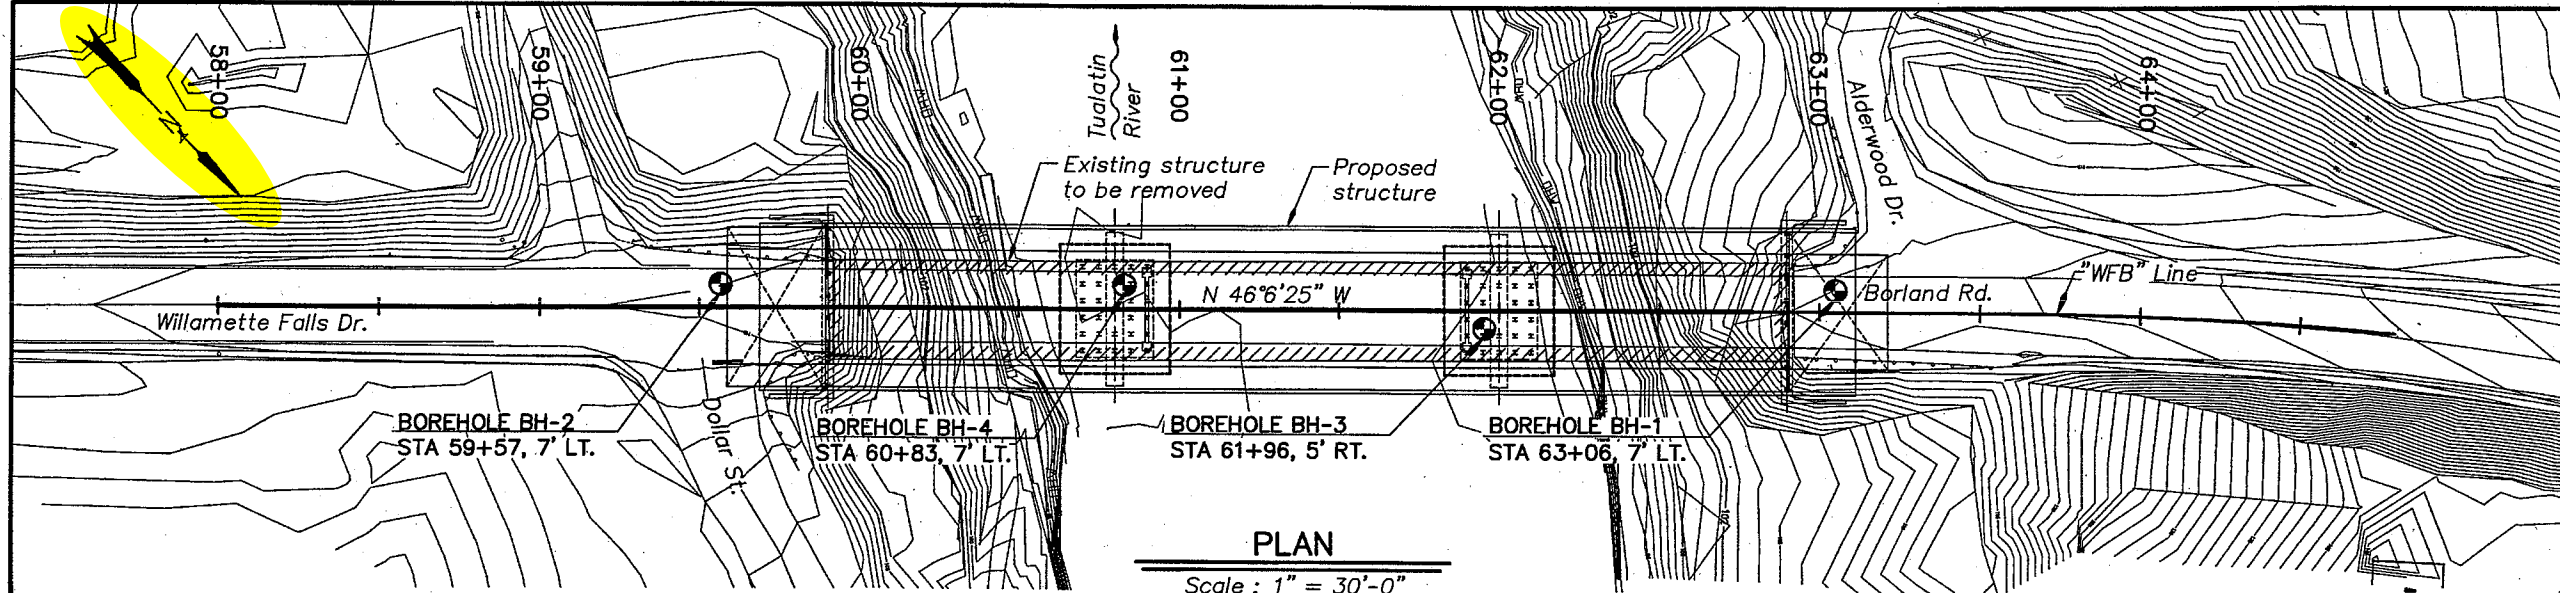 58+00
59+00
60+00
Tualatin
River
61+00
62+00
63+00
64+00
Alderwood Dr.
N
OHW
OHW
Existing structure
to be removed
Proposed
structure
"WFB" Line
Willamette Falls Dr.
N 46°6'25" W
Borland Rd.
Dollar St.
BOREHOLE BH-2
STA 59+57, 7' LT.
BOREHOLE BH-4
STA 60+83, 7' LT.
BOREHOLE BH-3
STA 61+96, 5' RT.
BOREHOLE BH-1
STA 63+06, 7' LT.
PLAN
Scale : 1" = 30'-0"